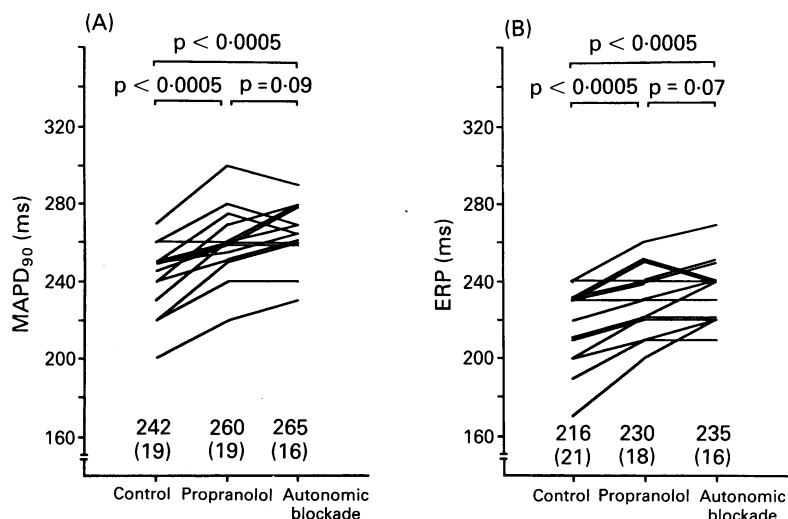 (A)
p < 0·0005
p < 0·0005 p = 0·09
320
280
240
200
160
MAPD90 (ms)
242 260 265
(19) (19) (16)
Control Propranolol Autonomic
blockade
(B)
p < 0·0005
p < 0·0005 p = 0·07
320
280
240
200
160
ERP (ms)
216 230 235
(21) (18) (16)
Control Propranolol Autonomic
blockade